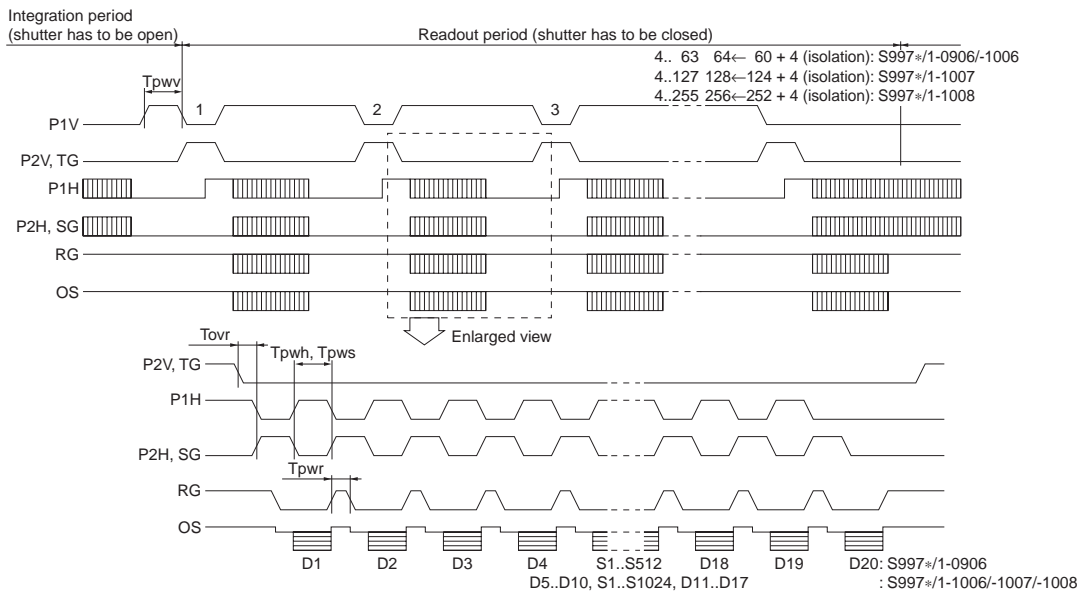 Integration period
(shutter has to be open)
Readout period (shutter has to be closed)
4.. 63 64← 60 + 4 (isolation): S997*/1-0906/-1006
4..127 128←124 + 4 (isolation): S997*/1-1007
4..255 256←252 + 4 (isolation): S997*/1-1008
Tpwv
1 2 3
P1V
P2V, TG
P1H
P2H, SG
RG
OS
Enlarged view
Tovr
Tpwh, Tpws
P2V, TG
P1H
P2H, SG
Tpwr
RG
OS
D1 D2 D3 D4 S1..S512 D18 D19 D20: S997*/1-0906
D5..D10, S1..S1024, D11..D17 : S997*/1-1006/-1007/-1008